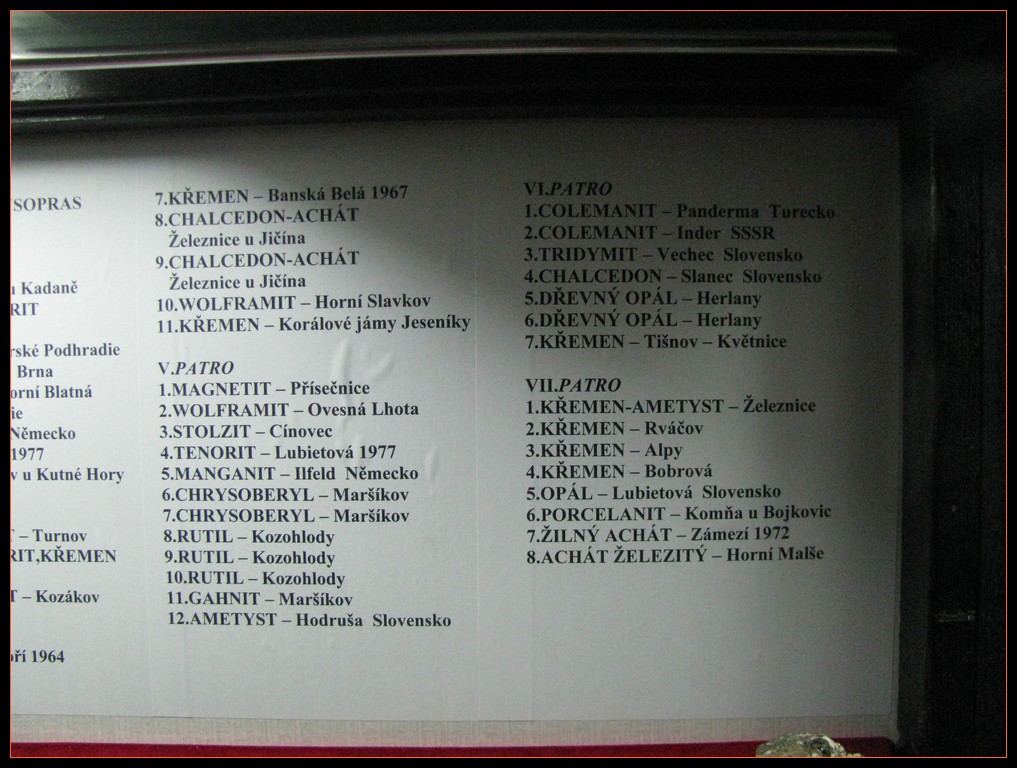 SOPRAS
u Kadaně
RIT
rské Podhradie
Brna
orní Blatná
ie
Německo
1977
v u Kutné Hory
T – Turnov
RIT,KŘEMEN
T – Kozákov
oří 1964
7.KŘEMEN – Banská Belá 1967
8.CHALCEDON-ACHÁT
Železnice u Jičína
9.CHALCEDON-ACHÁT
Železnice u Jičína
10.WOLFRAMIT – Horní Slavkov
11.KŘEMEN – Korálové jámy Jeseníky
V.PATRO
1.MAGNETIT – Přísečnice
2.WOLFRAMIT – Ovesná Lhota
3.STOLZIT – Cínovec
4.TENORIT – Lubietová 1977
5.MANGANIT – Ilfeld Německo
6.CHRYSOBERYL – Maršíkov
7.CHRYSOBERYL – Maršíkov
8.RUTIL – Kozohlody
9.RUTIL – Kozohlody
10.RUTIL – Kozohlody
11.GAHNIT – Maršíkov
12.AMETYST – Hodruša Slovensko
VI.PATRO
1.COLEMANIT – Panderma Turecko
2.COLEMANIT – Inder SSSR
3.TRIDYMIT – Vechec Slovensko
4.CHALCEDON – Slanec Slovensko
5.DŘEVNÝ OPÁL – Herlany
6.DŘEVNÝ OPÁL – Herlany
7.KŘEMEN – Tišnov – Květnice
VII.PATRO
1.KŘEMEN-AMETYST – Železnice
2.KŘEMEN – Rváčov
3.KŘEMEN – Alpy
4.KŘEMEN – Bobrová
5.OPÁL – Lubietová Slovensko
6.PORCELANIT – Komňa u Bojkovic
7.ŽILNÝ ACHÁT – Zámezí 1972
8.ACHÁT ŽELEZITÝ – Horní Malše